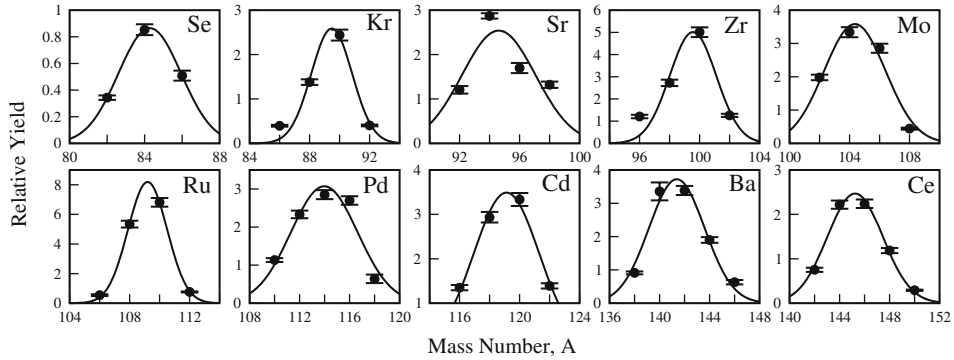 Se Kr Sr Zr Mo
1 3 3 6 4
0.8 5
0.6 2 4 3
0.4 2 3 2
0.2 1 2 1
0 0 1 1 0
80 84 88 84 88 92 92 96 100 96 100 104 100 104 108
Ru Pd Cd Ba Ce
8 3 4 4 3
6 2 3 3 2
4 2 2
2 1 2 1 1
0 0 1 0 0
104 108 112 108 112 116 120 116 120 124 136 140 144 148 140 144 148 152
Relative Yield
Mass Number, A